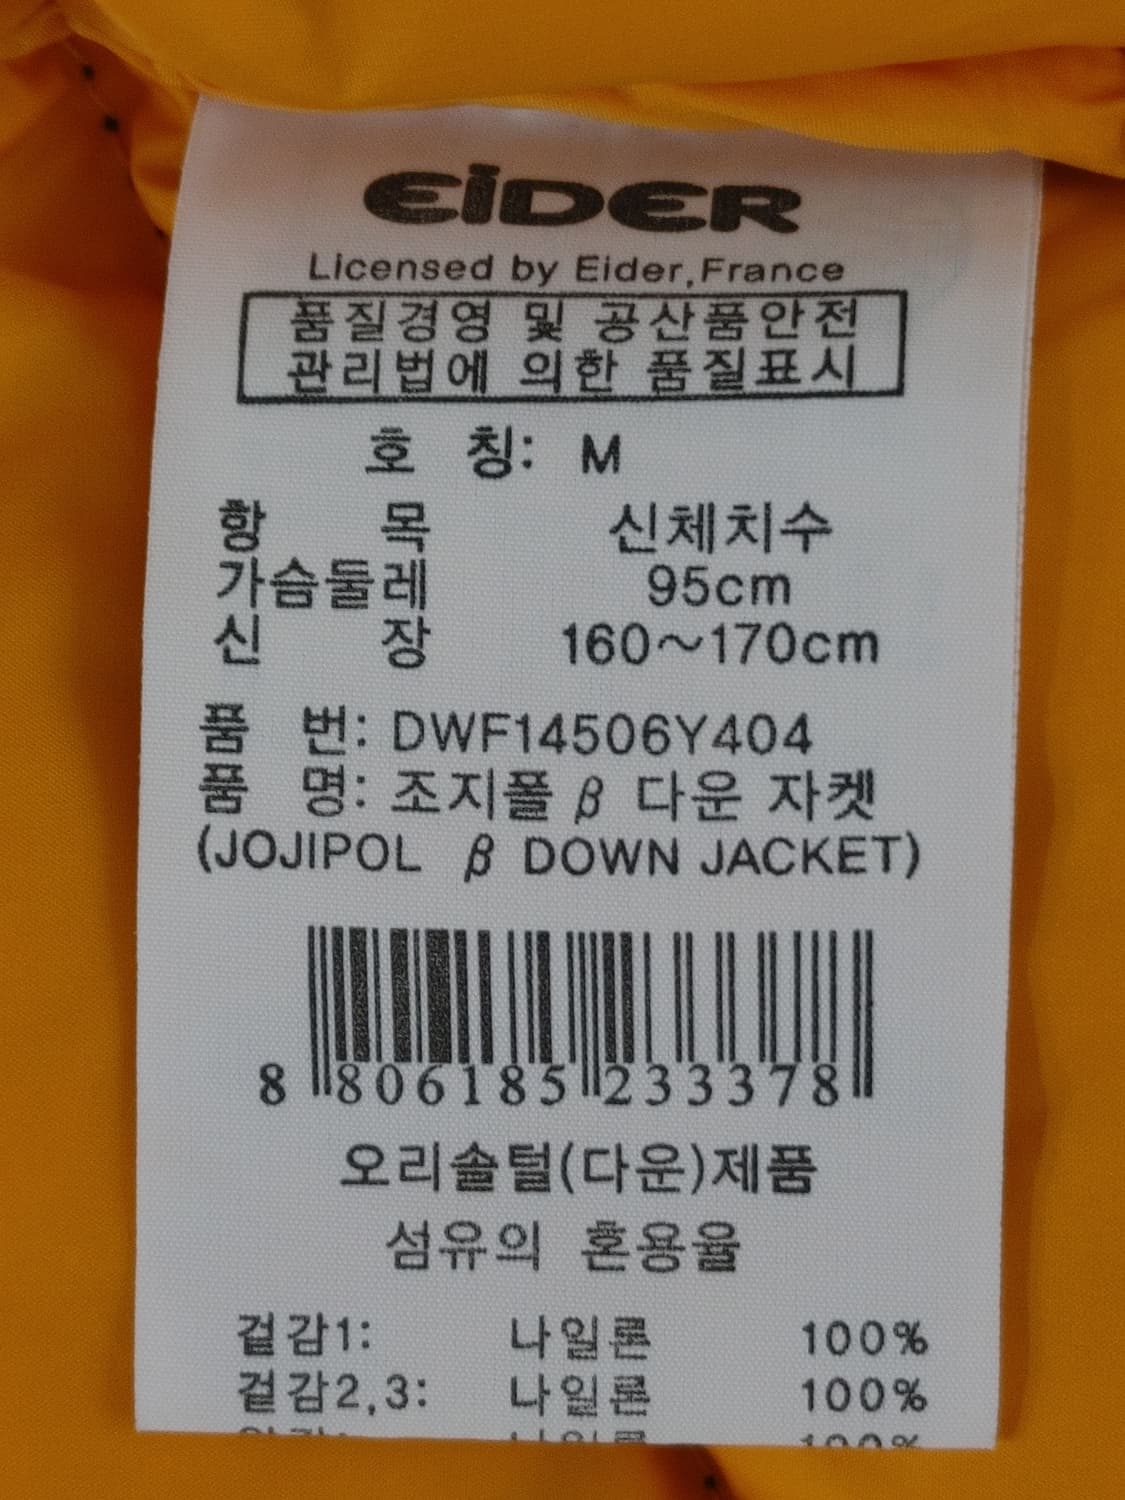 EiDER
Licensed by Eider,France
품질경영 및 공산품안전
관리법에 의한 품질표시
호 칭: M
항 목 신체치수
가슴둘레 95cm
신 장 160~170cm
품 번: DWF14506Y404
품 명: 조지폴 β 다운 자켓
(JOJIPOL β DOWN JACKET)
8 806185 233378
오리솔털(다운)제품
섬유의 혼용율
겉감1: 나일론 100%
겉감2,3: 나일론 100%